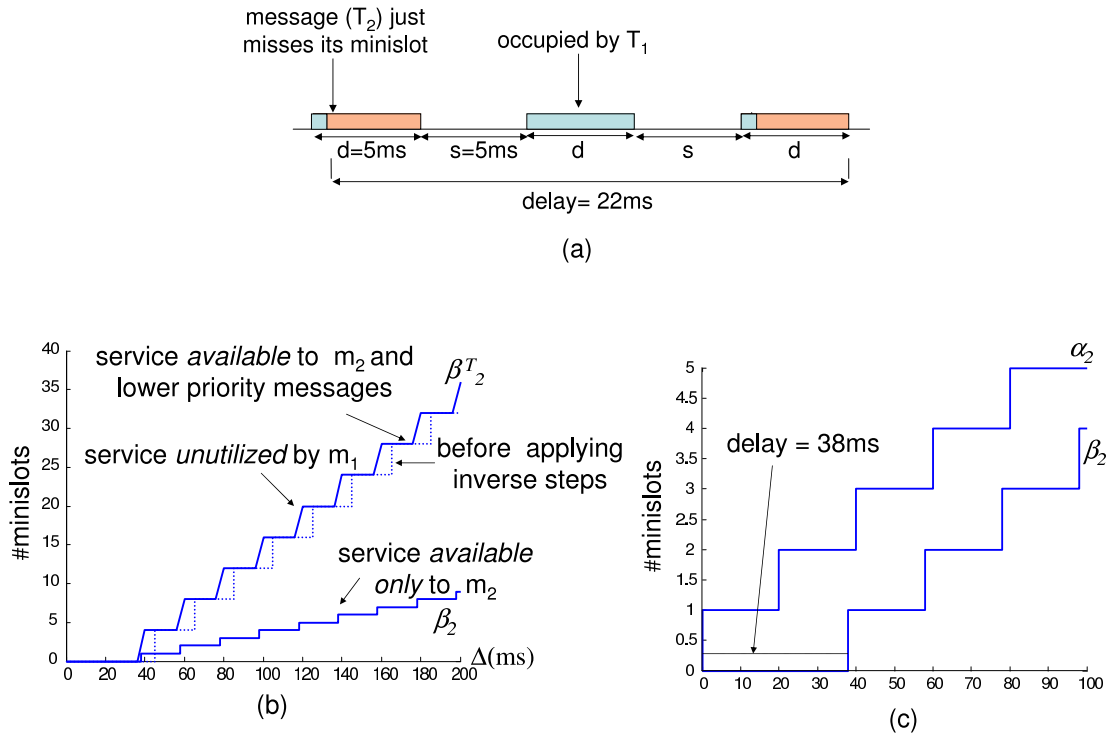 message (T2) just
misses its minislot
occupied by T1
d=5ms
s=5ms
d
s
d
delay= 22ms
(a)
#minislots
40
35
30
25
20
15
10
5
0
service available to m2 and
lower priority messages
service unutilized by m1
βT2
before applying
inverse steps
service available
only to m2
β2
0 20 40 60 80 100 120 140 160 180 200
Δ(ms)
(b)
#minislots
5
4.5
4
3.5
3
2.5
2
1.5
1
0.5
0
α2
delay = 38ms
β2
0 10 20 30 40 50 60 70 80 90 100
(c)